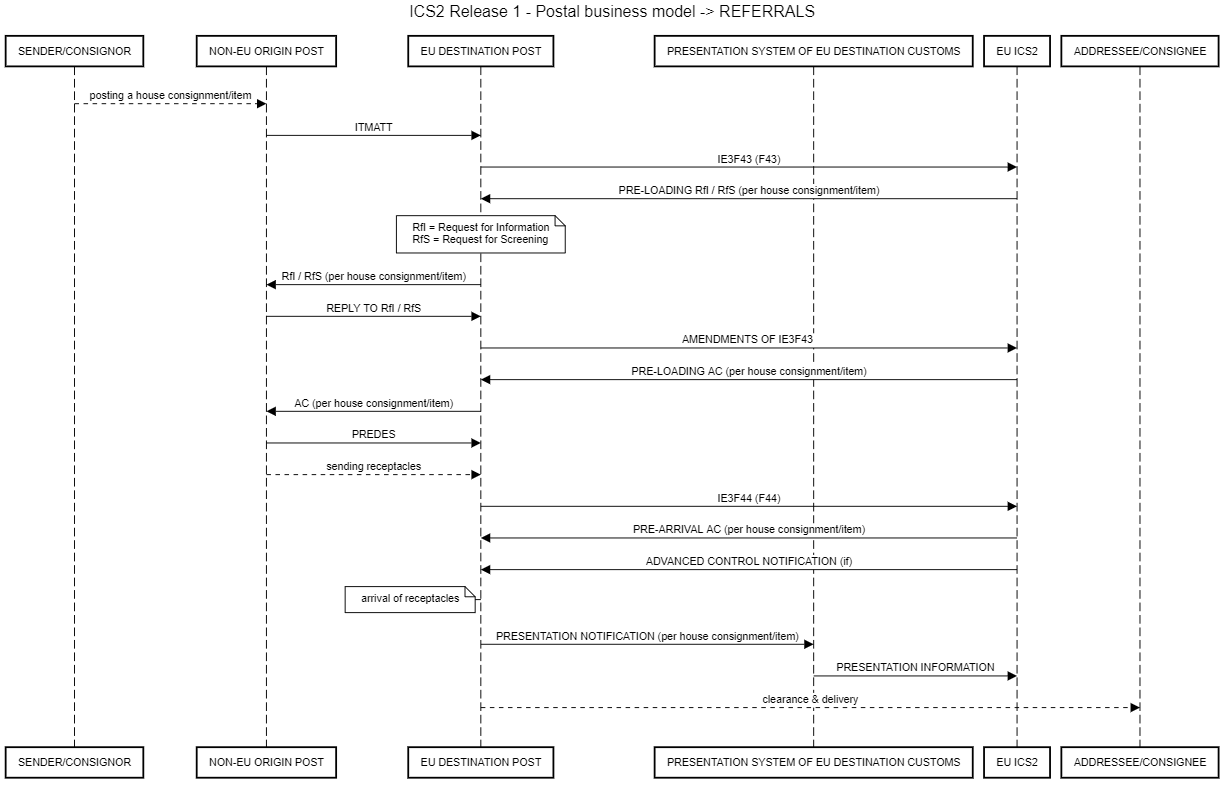 ICS2 Release 1 - Postal business model -> REFERRALS
SENDER/CONSIGNOR
NON-EU ORIGIN POST
EU DESTINATION POST
PRESENTATION SYSTEM OF EU DESTINATION CUSTOMS
EU ICS2
ADDRESSEE/CONSIGNEE
posting a house consignment/item
ITMATT
IE3F43 (F43)
PRE-LOADING RfI / RfS (per house consignment/item)
RfI = Request for Information
RfS = Request for Screening
RfI / RfS (per house consignment/item)
REPLY TO RfI / RfS
AMENDMENTS OF IE3F43
PRE-LOADING AC (per house consignment/item)
AC (per house consignment/item)
PREDES
sending receptacles
IE3F44 (F44)
PRE-ARRIVAL AC (per house consignment/item)
ADVANCED CONTROL NOTIFICATION (if)
arrival of receptacles
PRESENTATION NOTIFICATION (per house consignment/item)
PRESENTATION INFORMATION
clearance & delivery
SENDER/CONSIGNOR
NON-EU ORIGIN POST
EU DESTINATION POST
PRESENTATION SYSTEM OF EU DESTINATION CUSTOMS
EU ICS2
ADDRESSEE/CONSIGNEE